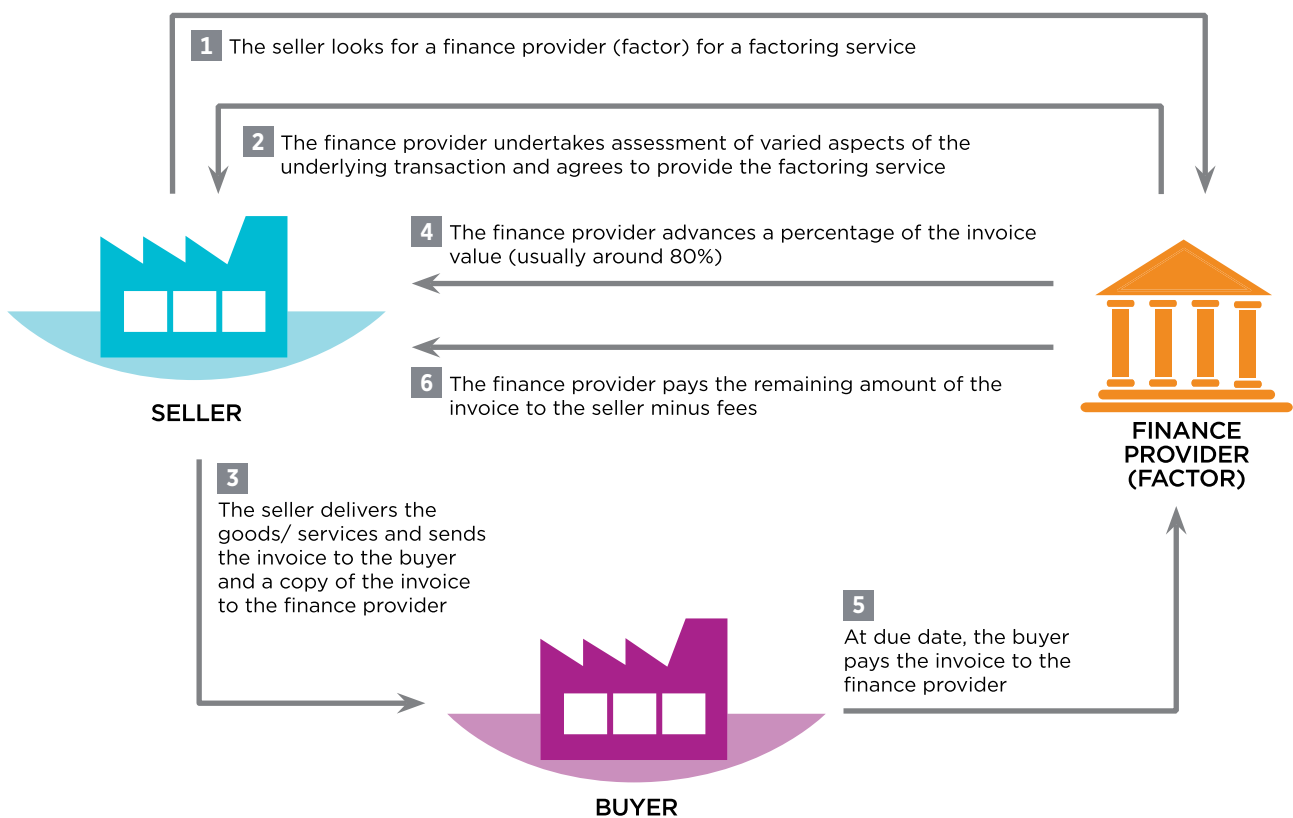 1 The seller looks for a finance provider (factor) for a factoring service
2 The finance provider undertakes assessment of varied aspects of the
underlying transaction and agrees to provide the factoring service
4 The finance provider advances a percentage of the invoice
value (usually around 80%)
6 The finance provider pays the remaining amount of the
invoice to the seller minus fees
SELLER
FINANCE
PROVIDER
(FACTOR)
3
The seller delivers the
goods/ services and sends
the invoice to the buyer
and a copy of the invoice
to the finance provider
5
At due date, the buyer
pays the invoice to the
finance provider
BUYER